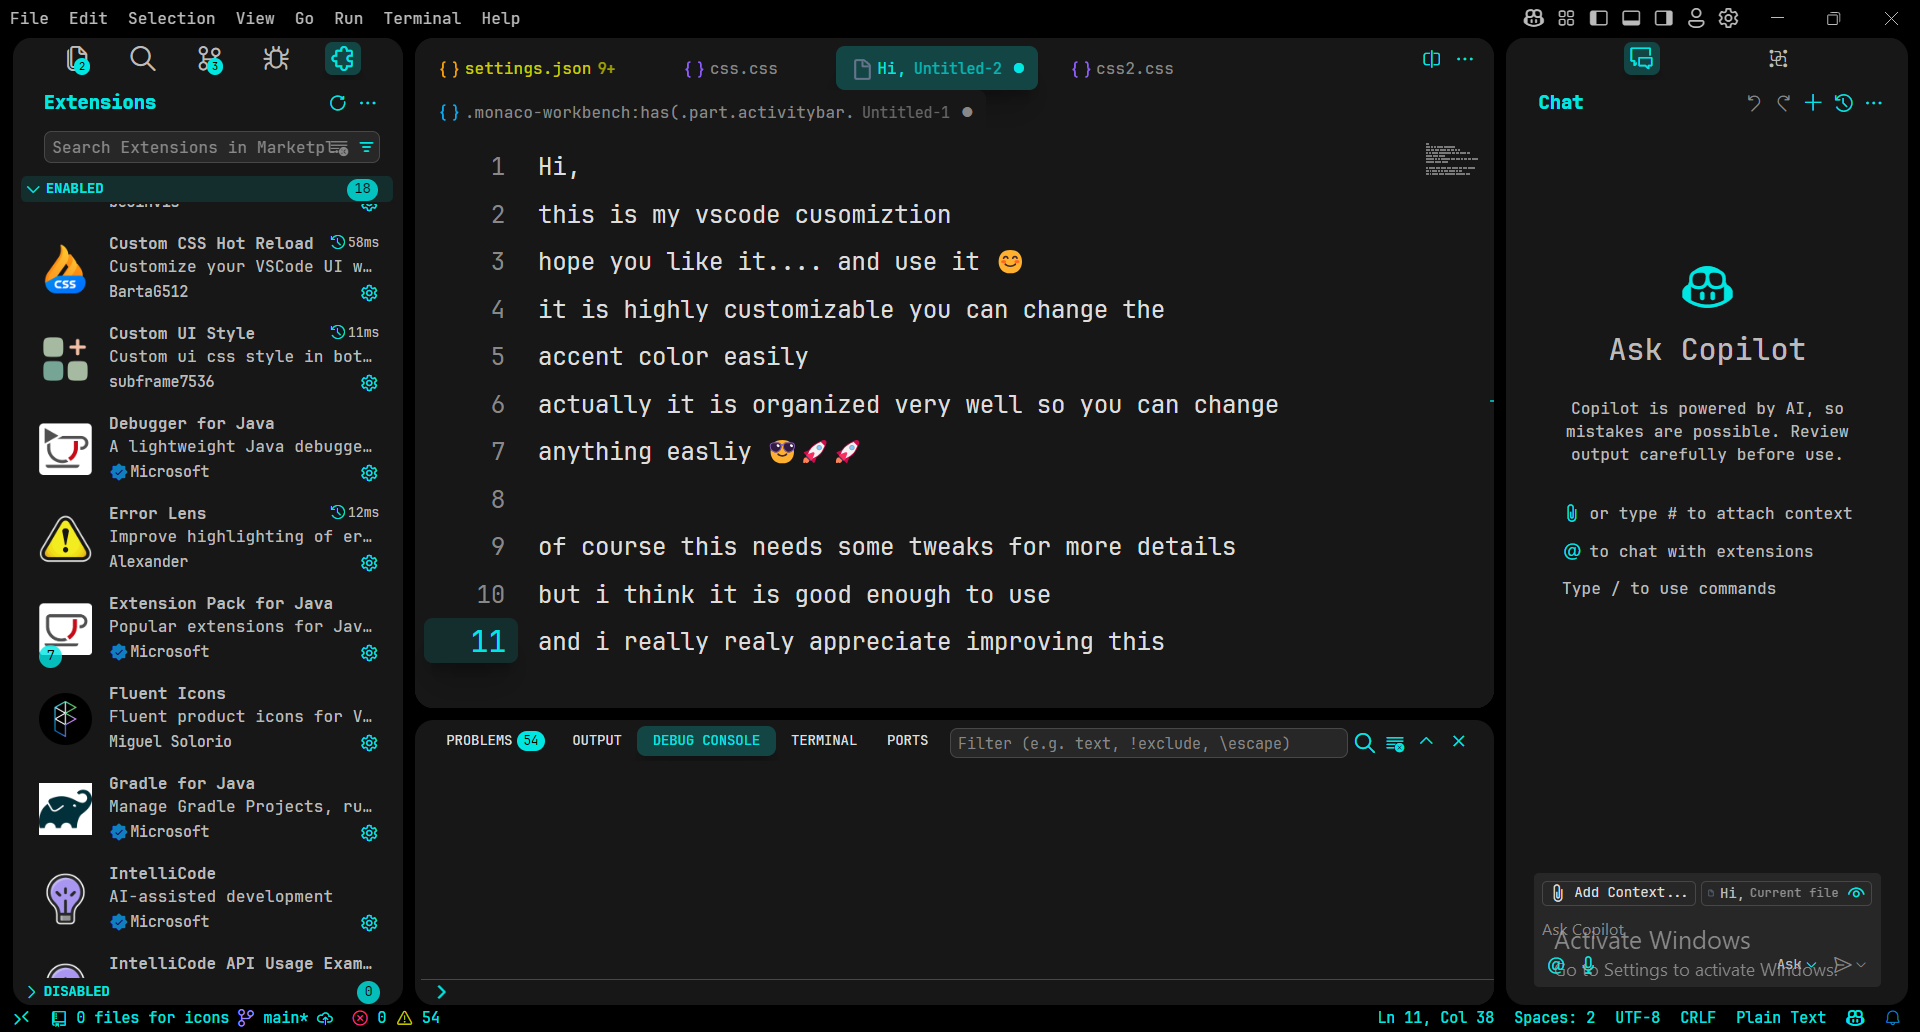 File Edit Selection View Go Run Terminal Help
2
3
Extensions
Search Extensions in Marketpl
ENABLED 18
Custom CSS Hot Reload 58ms
Customize your VSCode UI w…
BartaG512
CSS
Custom UI Style 11ms
Custom ui css style in bot…
subframe7536
Debugger for Java
A lightweight Java debugge…
Microsoft
Error Lens 12ms
Improve highlighting of er…
Alexander
Extension Pack for Java
Popular extensions for Jav…
Microsoft
7
Fluent Icons
Fluent product icons for V…
Miguel Solorio
Gradle for Java
Manage Gradle Projects, ru…
Microsoft
IntelliCode
AI-assisted development
Microsoft
IntelliCode API Usage Exam…
DISABLED 0
{ } settings.json 9+ { } css.css Hi, Untitled-2 ● { } css2.css
{ } .monaco-workbench:has(.part.activitybar. Untitled-1 ●
1 Hi,
2 this is my vscode cusomiztion
3 hope you like it.... and use it 😊
4 it is highly customizable you can change the
5 accent color easily
6 actually it is organized very well so you can change
7 anything easliy 😎🚀🚀
8
9 of course this needs some tweaks for more details
10 but i think it is good enough to use
11 and i really realy appreciate improving this
PROBLEMS 54 OUTPUT DEBUG CONSOLE TERMINAL PORTS Filter (e.g. text, !exclude, \escape)
Chat
Ask Copilot
Copilot is powered by AI, so
mistakes are possible. Review
output carefully before use.
or type # to attach context
@ to chat with extensions
Type / to use commands
Add Context... Hi, Current file
Ask Copilot
Activate Windows
@ Ask
Go to Settings to activate Windows.
0 files for icons main* 0 54 Ln 11, Col 38 Spaces: 2 UTF-8 CRLF Plain Text